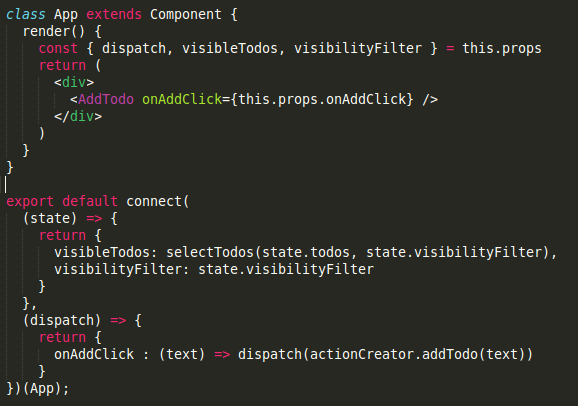 class App extends Component {
  render() {
    const { dispatch, visibleTodos, visibilityFilter } = this.props
    return (
      <div>
        <AddTodo onAddClick={this.props.onAddClick} />
      </div>
    )
  }
}
export default connect(
  (state) => {
    return {
      visibleTodos: selectTodos(state.todos, state.visibilityFilter),
      visibilityFilter: state.visibilityFilter
    }
  },
  (dispatch) => {
    return {
      onAddClick : (text) => dispatch(actionCreator.addTodo(text))
    }
})(App);